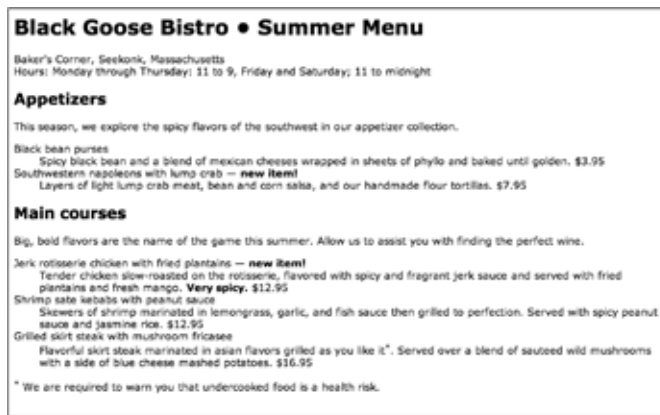 Black Goose Bistro • Summer Menu
Baker's Corner, Seekonk, Massachusetts
Hours: Monday through Thursday: 11 to 9, Friday and Saturday; 11 to midnight
Appetizers
This season, we explore the spicy flavors of the southwest in our appetizer collection.
Black bean purses
Spicy black bean and a blend of mexican cheeses wrapped in sheets of phyllo and baked until golden. $3.95
Southwestern napoleons with lump crab — new item!
Layers of light lump crab meat, bean and corn salsa, and our handmade flour tortillas. $7.95
Main courses
Big, bold flavors are the name of the game this summer. Allow us to assist you with finding the perfect wine.
Jerk rotisserie chicken with fried plantains — new item!
Tender chicken slow-roasted on the rotisserie, flavored with spicy and fragrant jerk sauce and served with fried
plantains and fresh mango. Very spicy. $12.95
Shrimp sate kebabs with peanut sauce
Skewers of shrimp marinated in lemongrass, garlic, and fish sauce then grilled to perfection. Served with spicy peanut
sauce and jasmine rice. $12.95
Grilled skirt steak with mushroom fricasee
Flavorful skirt steak marinated in asian flavors grilled as you like it*. Served over a blend of sauteed wild mushrooms
with a side of blue cheese mashed potatoes. $16.95
* We are required to warn you that undercooked food is a health risk.